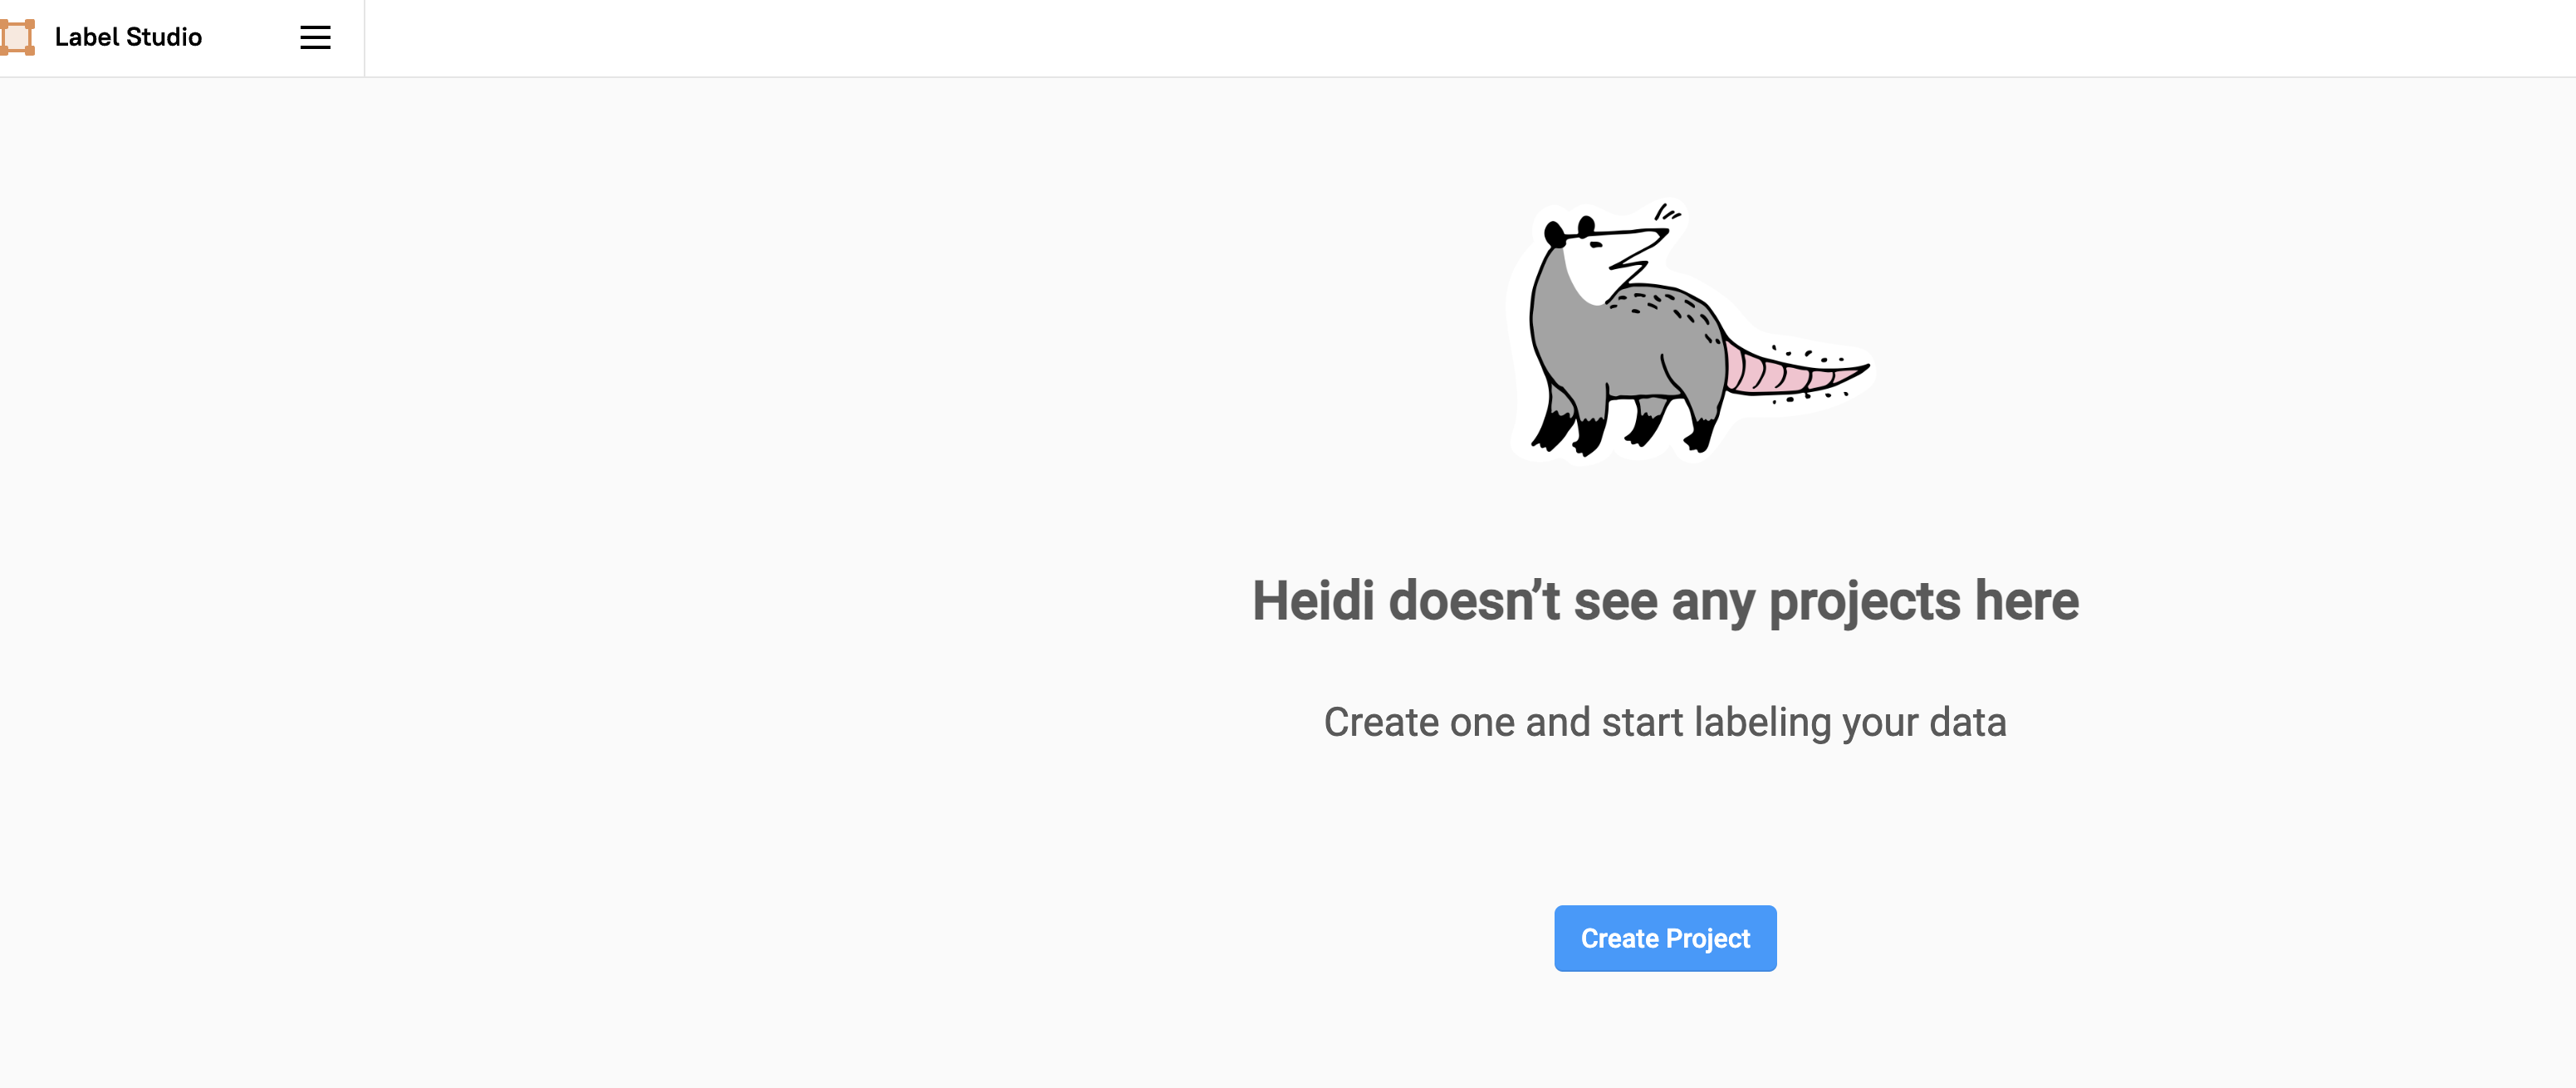 Label Studio
Heidi doesn’t see any projects here
Create one and start labeling your data
Create Project